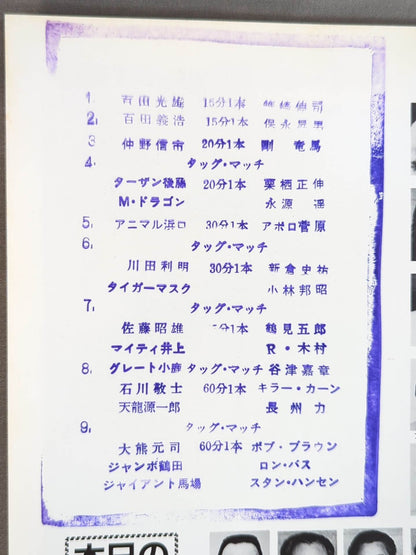 1. 百田光雄 15分1本 笹崎伸司
2. 百田義浩 15分1本 保永昇男
3 仲野信市 20分1本 剛竜馬
4. タッグ・マッチ
ターザン後藤 20分1本 栗栖正伸
M・ドラゴン 永源遥
5. アニマル浜口 30分1本 アポロ菅原
6. タッグ・マッチ
川田利明 30分1本 新倉史祐
タイガーマスク 小林邦昭
7. タッグ・マッチ
佐藤昭雄 分1本 鶴見五郎
マイティ井上 R・木村
8. グレート小鹿 タッグ・マッチ 谷津嘉章
石川敬士 60分1本 キラー・カーン
天龍源一郎 長州力
9. タッグ・マッチ
大熊元司 60分1本 ボブ・ブラウン
ジャンボ鶴田 ロン・バス
ジャイアント馬場 スタン・ハンセン
本日の